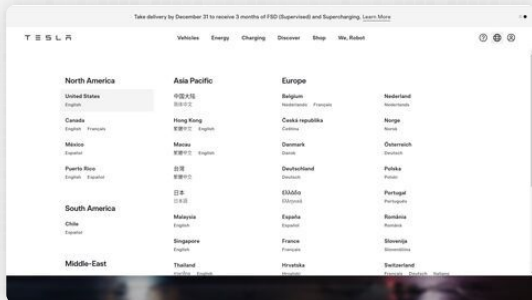 Take delivery by December 31 to receive 3 months of FSD (Supervised) and Supercharging. Learn More
TESLA
Vehicles Energy Charging Discover Shop We, Robot
North America
United States
English
Canada
English Français
México
Español
Puerto Rico
English Español
South America
Chile
Español
Middle-East
Asia Pacific
中国大陆
简体中文
Hong Kong
繁體中文 English
Macau
繁體中文 English
台灣
繁體中文
日本
日本語
Malaysia
English
Singapore
English
Thailand
English
Europe
Belgium
Nederlands Français
Česká republika
Čeština
Danmark
Dansk
Deutschland
Deutsch
Ελλάδα
Ελληνικά
España
Español
France
Français
Hrvatska
Hrvatski
Nederland
Nederlands
Norge
Norsk
Österreich
Deutsch
Polska
Polski
Portugal
Português
România
Română
Slovenija
Slovenščina
Switzerland
Français Deutsch Italiano